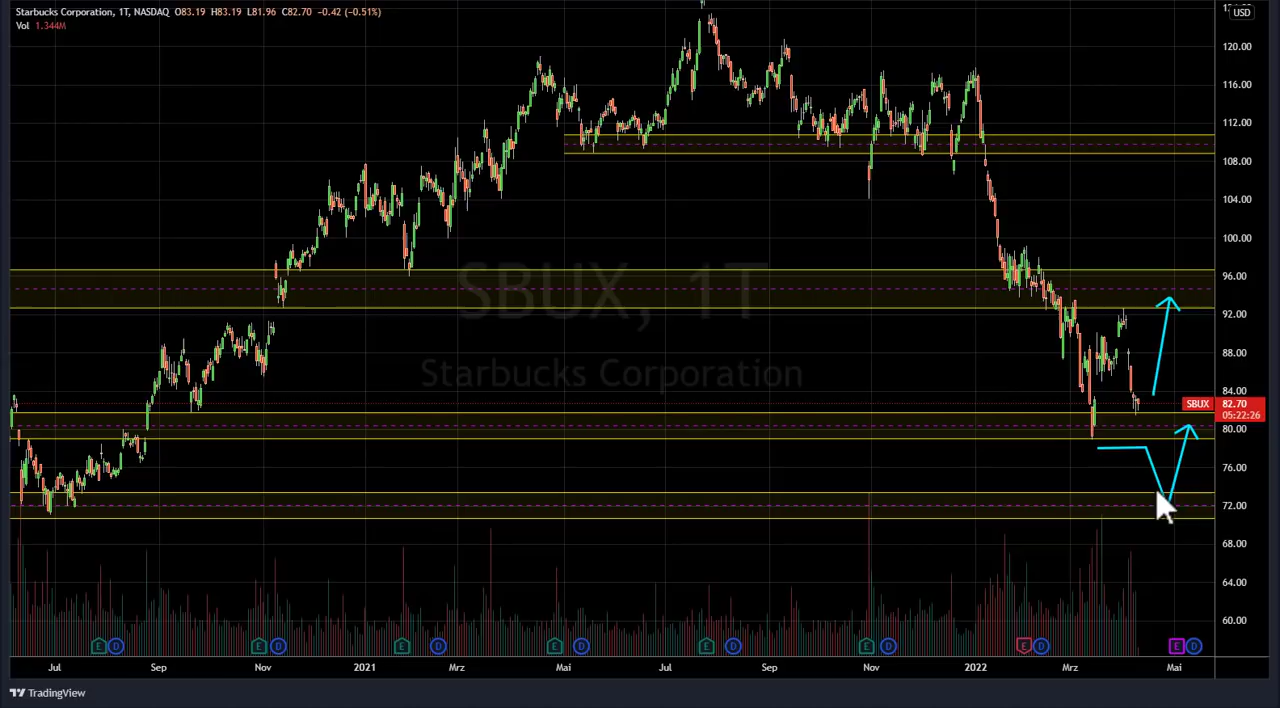 Starbucks Corporation, 1T, NASDAQ O83.19 H83.19 L81.96 C82.70 −0.42 (−0.51%)
Vol 1.344M
USD
120.00
116.00
112.00
108.00
104.00
100.00
96.00
92.00
88.00
84.00
SBUX 82.70
05:22:26
80.00
76.00
72.00
68.00
64.00
60.00
SBUX, 1T
Starbucks Corporation
E D E D E D E D E D E D E D E D
Jul Sep Nov 2021 Mrz Mai Jul Sep Nov 2022 Mrz Mai
TradingView